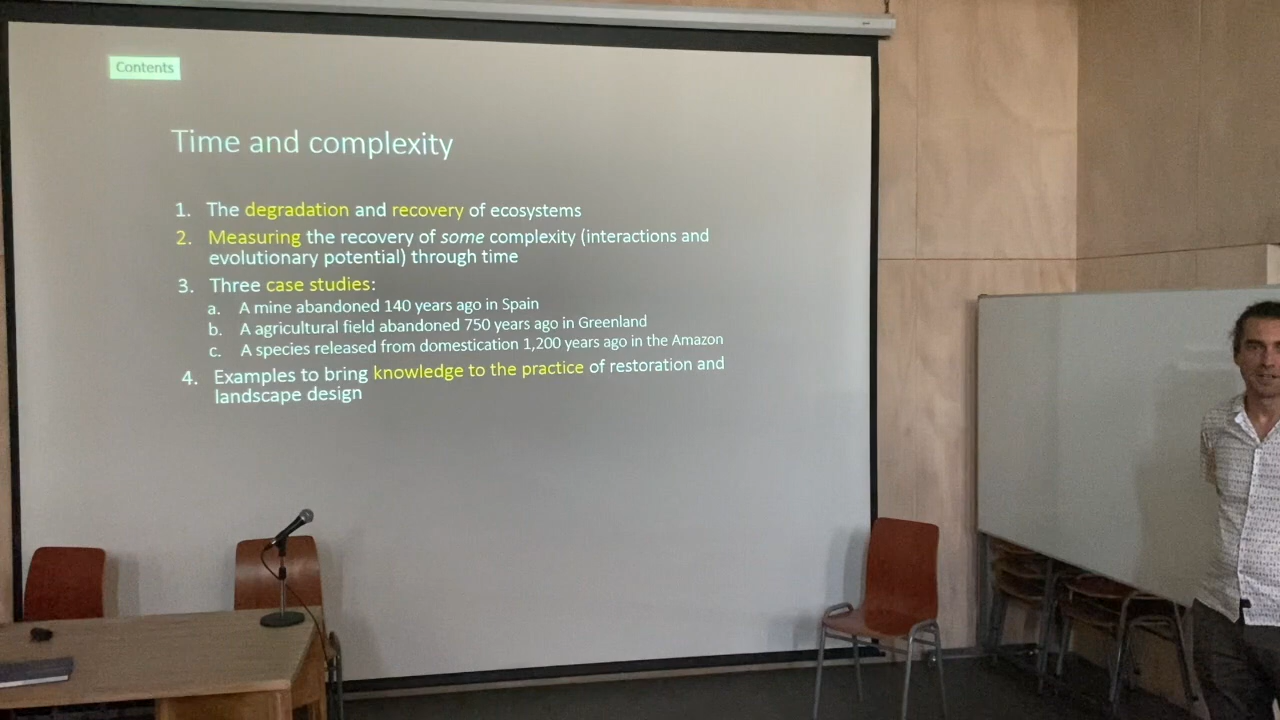 Contents
Time and complexity
1. The degradation and recovery of ecosystems
2. Measuring the recovery of some complexity (interactions and
evolutionary potential) through time
3. Three case studies:
a. A mine abandoned 140 years ago in Spain
b. A agricultural field abandoned 750 years ago in Greenland
c. A species released from domestication 1,200 years ago in the Amazon
4. Examples to bring knowledge to the practice of restoration and
landscape design